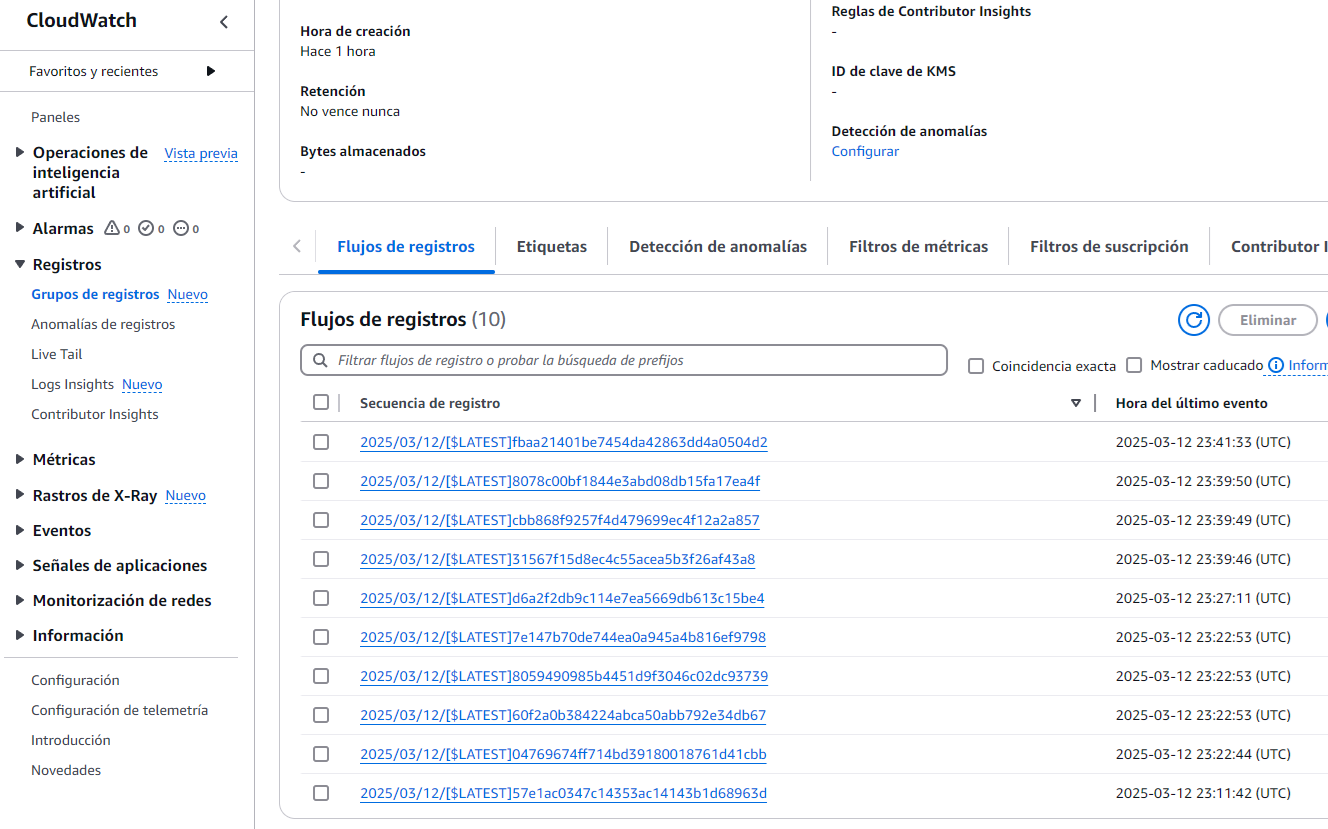 CloudWatch
Favoritos y recientes
Paneles
Operaciones de inteligencia artificial Vista previa
Alarmas 0 0 0
Registros
Grupos de registros Nuevo
Anomalías de registros
Live Tail
Logs Insights Nuevo
Contributor Insights
Métricas
Rastros de X-Ray Nuevo
Eventos
Señales de aplicaciones
Monitorización de redes
Información
Configuración
Configuración de telemetría
Introducción
Novedades
Hora de creación
Hace 1 hora
Retención
No vence nunca
Bytes almacenados
-
Reglas de Contributor Insights
-
ID de clave de KMS
-
Detección de anomalías
Configurar
Flujos de registros Etiquetas Detección de anomalías Filtros de métricas Filtros de suscripción Contributor I
Flujos de registros (10)
Eliminar
Filtrar flujos de registro o probar la búsqueda de prefijos
Coincidencia exacta Mostrar caducado Inform
Secuencia de registro Hora del último evento
2025/03/12/[$LATEST]fbaa21401be7454da42863dd4a0504d2 2025-03-12 23:41:33 (UTC)
2025/03/12/[$LATEST]8078c00bf1844e3abd08db15fa17ea4f 2025-03-12 23:39:50 (UTC)
2025/03/12/[$LATEST]cbb868f9257f4d479699ec4f12a2a857 2025-03-12 23:39:49 (UTC)
2025/03/12/[$LATEST]31567f15d8ec4c55acea5b3f26af43a8 2025-03-12 23:39:46 (UTC)
2025/03/12/[$LATEST]d6a2f2db9c114e7ea5669db613c15be4 2025-03-12 23:27:11 (UTC)
2025/03/12/[$LATEST]7e147b70de744ea0a945a4b816ef9798 2025-03-12 23:22:53 (UTC)
2025/03/12/[$LATEST]8059490985b4451d9f3046c02dc93739 2025-03-12 23:22:53 (UTC)
2025/03/12/[$LATEST]60f2a0b384224abca50abb792e34db67 2025-03-12 23:22:53 (UTC)
2025/03/12/[$LATEST]04769674ff714bd39180018761d41cbb 2025-03-12 23:22:44 (UTC)
2025/03/12/[$LATEST]57e1ac0347c14353ac14143b1d68963d 2025-03-12 23:11:42 (UTC)